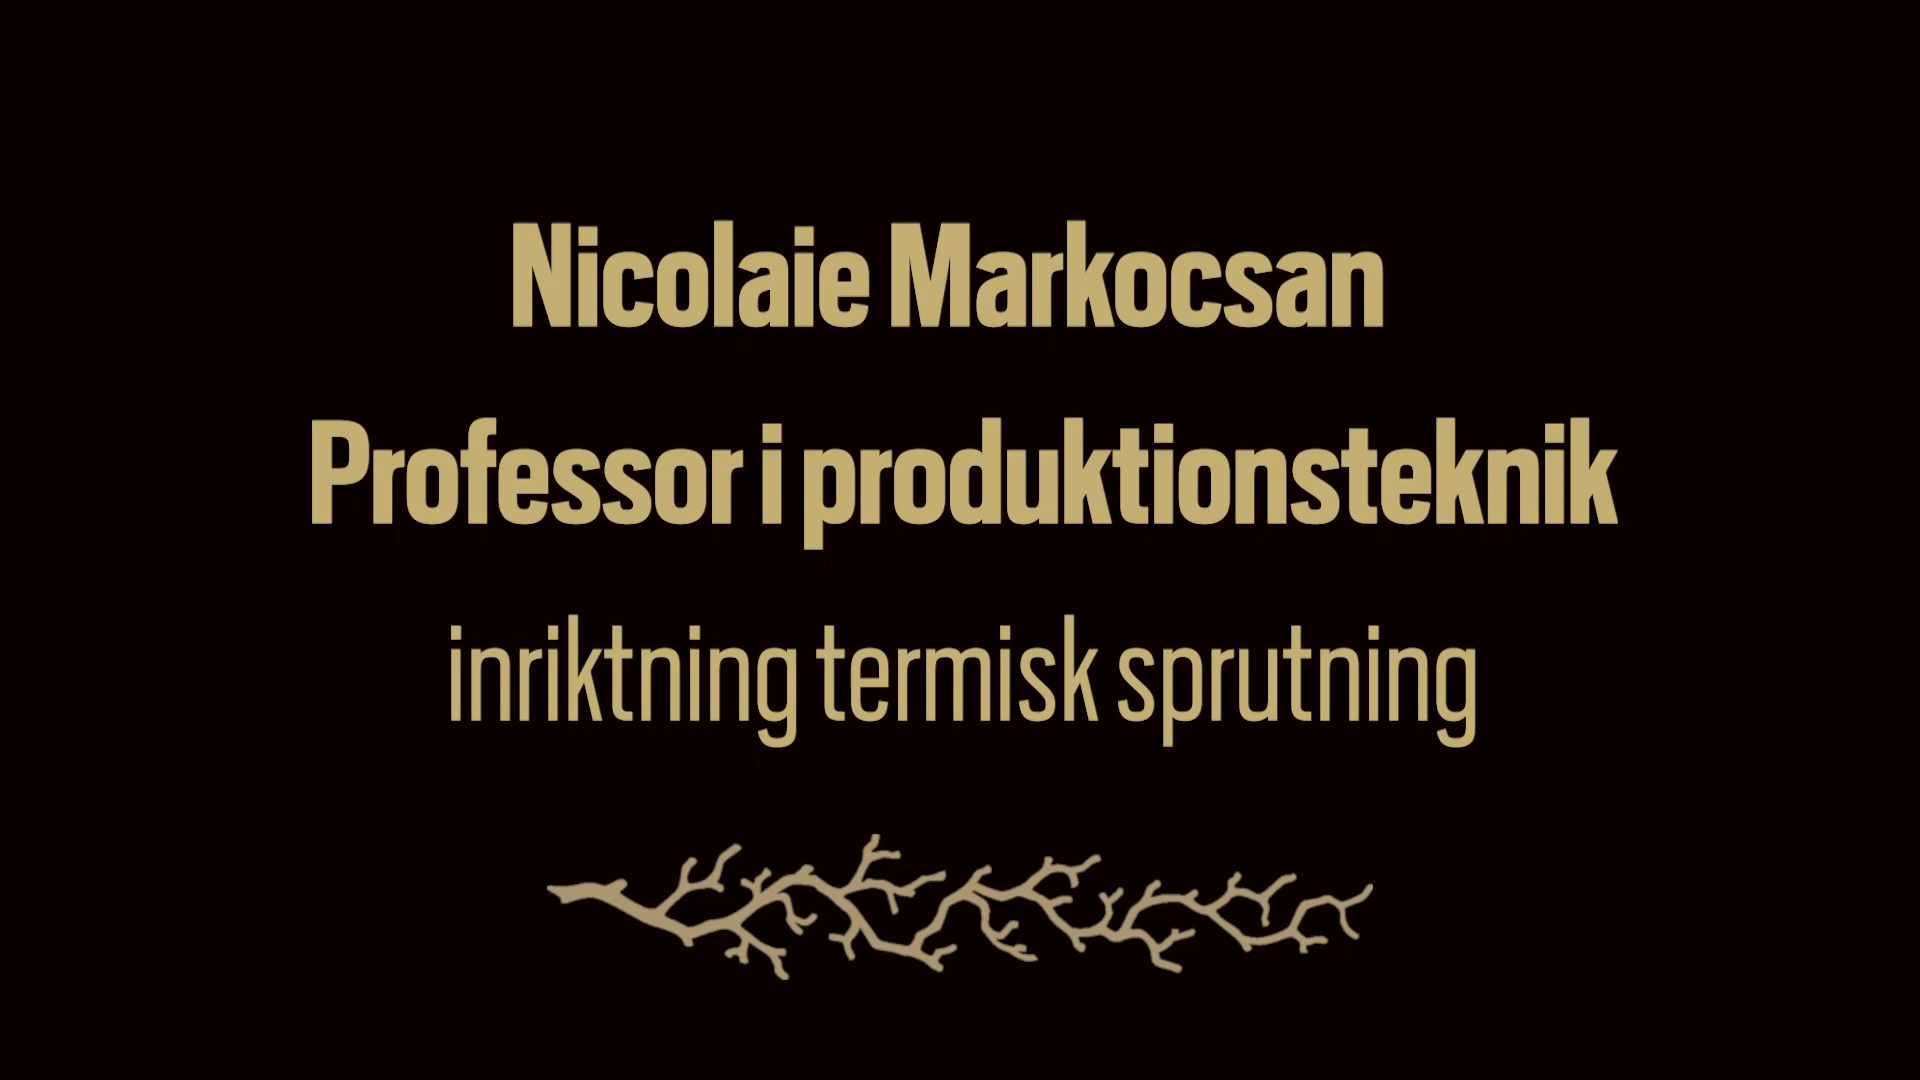 Nicolaie Markocsan
Professor i produktionsteknik
inriktning termisk sprutning